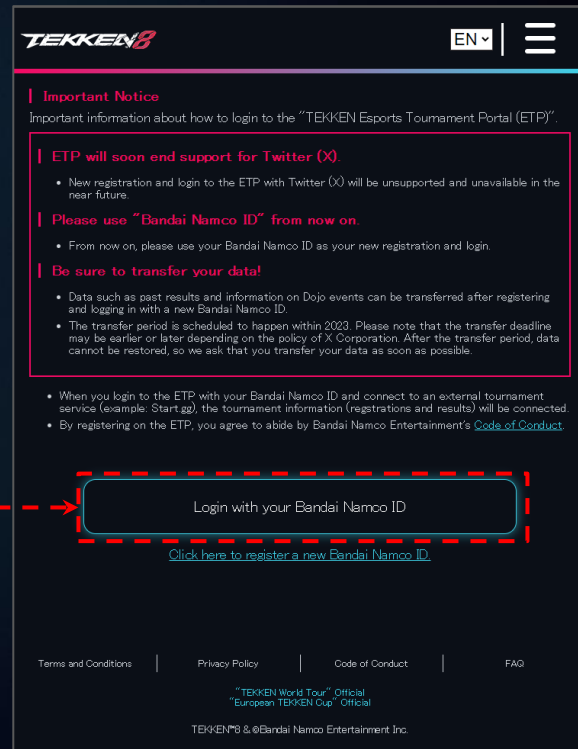 TEKKEN8
EN
Important Notice
Important information about how to login to the "TEKKEN Esports Tournament Portal (ETP)".
ETP will soon end support for Twitter (X).
• New registration and login to the ETP with Twitter (X) will be unsupported and unavailable in the
near future.
Please use "Bandai Namco ID" from now on.
• From now on, please use your Bandai Namco ID as your new registration and login.
Be sure to transfer your data!
• Data such as past results and information on Dojo events can be transferred after registering
and logging in with a new Bandai Namco ID.
• The transfer period is scheduled to happen within 2023. Please note that the transfer deadline
may be earlier or later depending on the policy of X Corporation. After the transfer period, data
cannot be restored, so we ask that you transfer your data as soon as possible.
• When you login to the ETP with your Bandai Namco ID and connect to an external tournament
service (example: Start.gg), the tournament information (regstrations and results) will be connected.
• By registering on the ETP, you agree to abide by Bandai Namco Entertainment's Code of Conduct.
Login with your Bandai Namco ID
Click here to register a new Bandai Namco ID.
Terms and Conditions | Privacy Policy | Code of Conduct | FAQ
"TEKKEN World Tour" Official
"European TEKKEN Cup" Official
TEKKEN™8 & ©Bandai Namco Entertainment Inc.